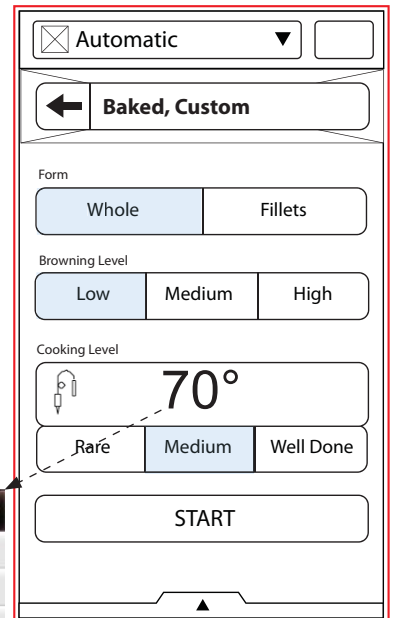 Automatic
Baked, Custom
Form
Whole Fillets
Browning Level
Low Medium High
Cooking Level
70°
Rare Medium Well Done
START